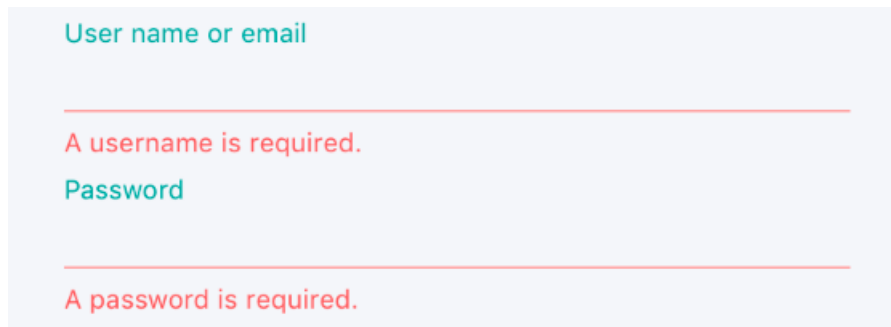 User name or email
A username is required.
Password
A password is required.